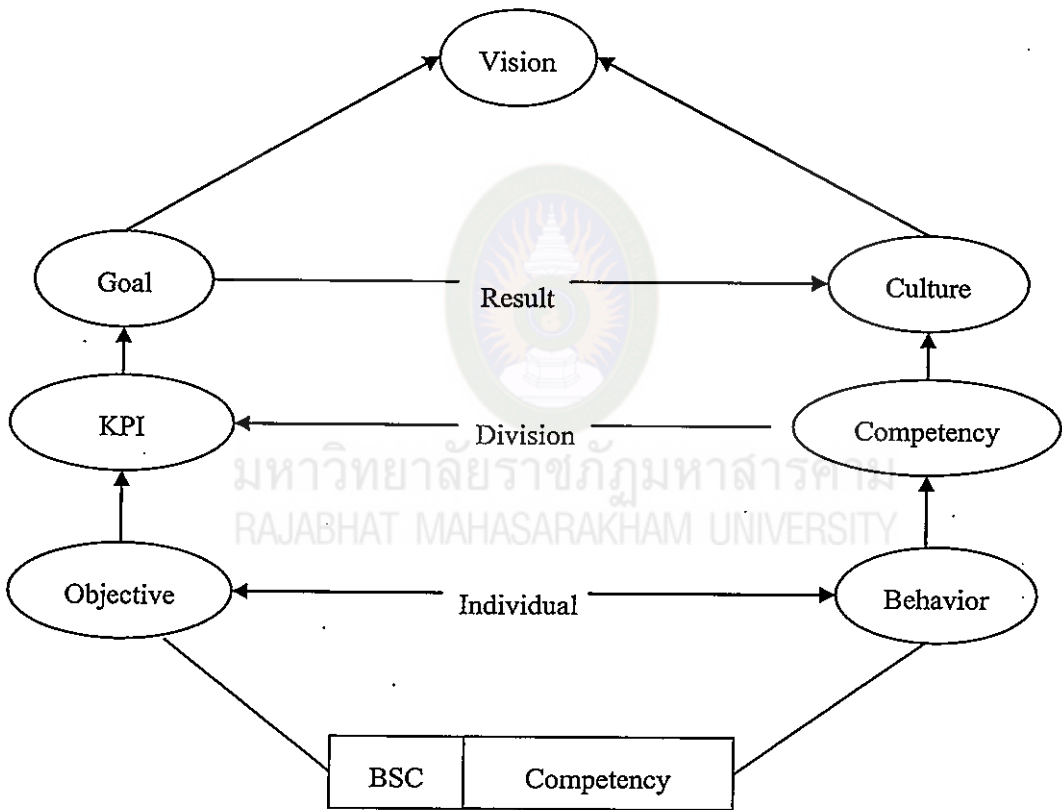 Vision
Goal
Result
Culture
KPI
Division
Competency
มหาวิทยาลัยราชภัฏมหาสารคาม
RAJABHAT MAHASARAKHAM UNIVERSITY
Objective
Individual
Behavior
BSC
Competency